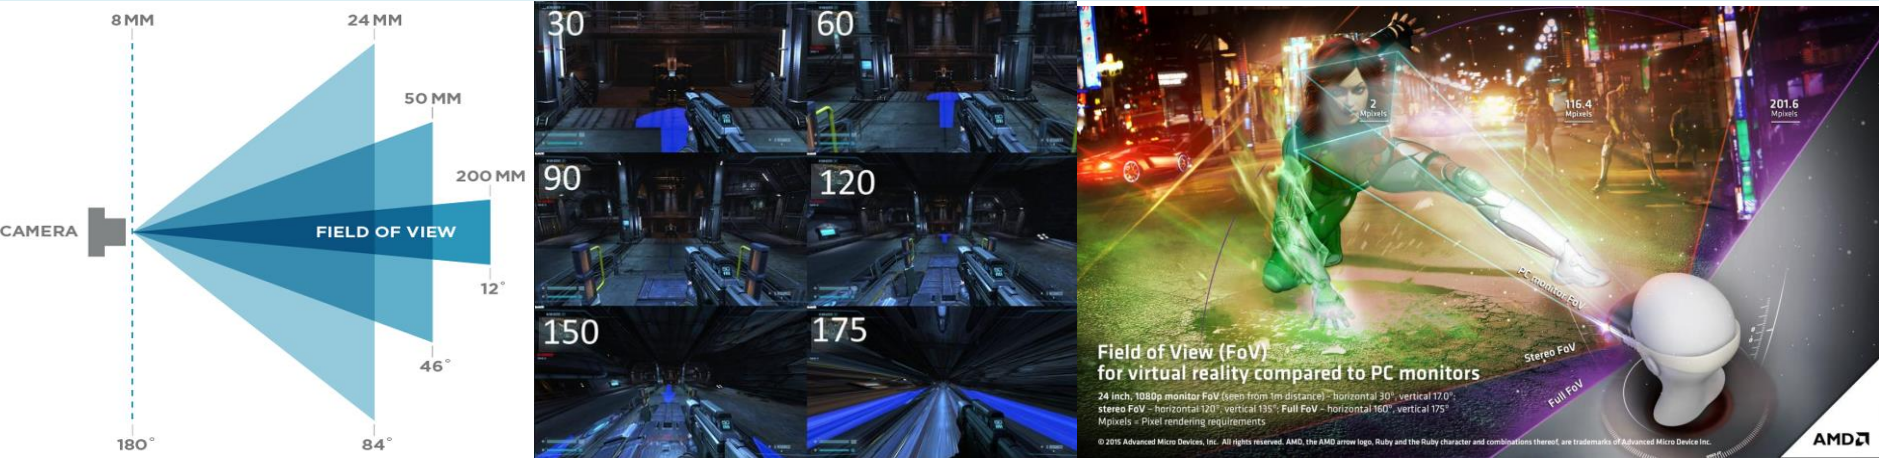 8 MM
24 MM
50 MM
200 MM
CAMERA
FIELD OF VIEW
12°
46°
180°
84°
30
60
90
120
150
175
2
Mpixels
116.4
Mpixels
201.6
Mpixels
PC monitor FoV
Stereo FoV
Full FoV
Field of View (FoV)
for virtual reality compared to PC monitors
24 inch, 1080p monitor FoV (seen from 1m distance) - horizontal 30°, vertical 17.0°;
stereo FoV - horizontal 120°, vertical 135°; Full FoV - horizontal 160°, vertical 175°
Mpixels = Pixel rendering requirements
© 2015 Advanced Micro Devices, Inc. All rights reserved. AMD, the AMD arrow logo, Ruby and the Ruby character and combinations thereof, are trademarks of Advanced Micro Device Inc.
AMD